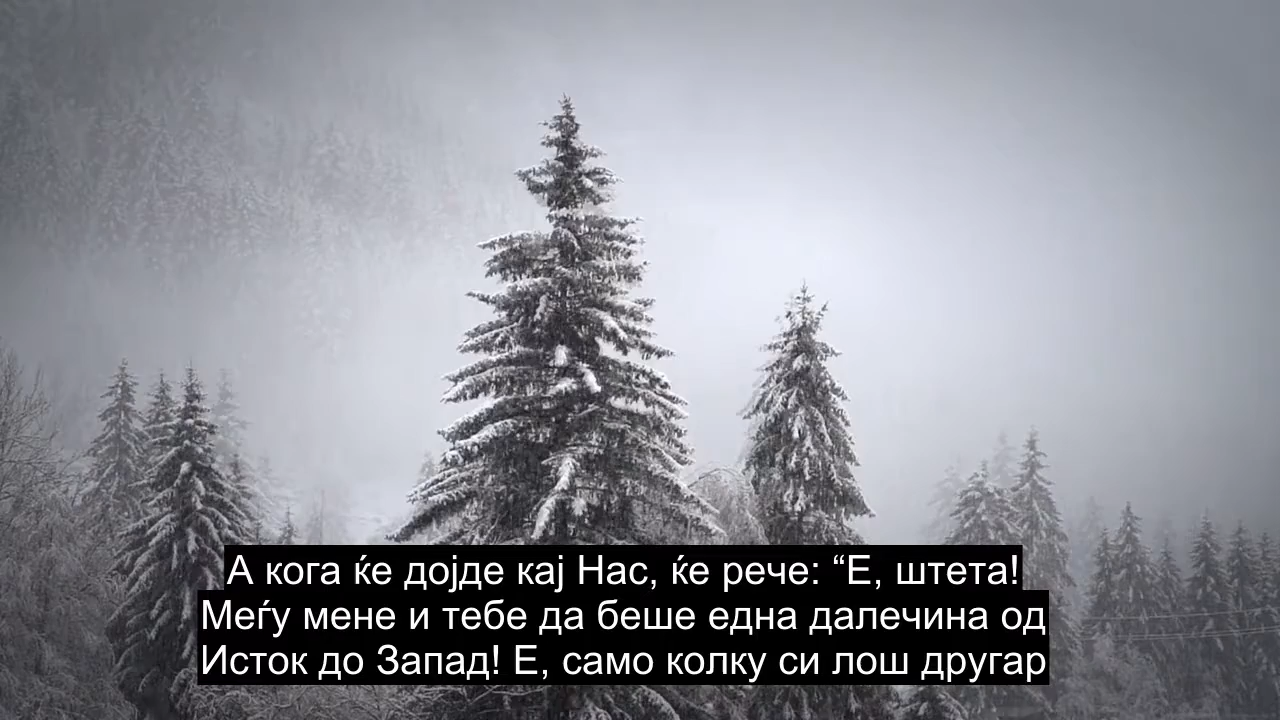 А кога ќе дојде кај Нас, ќе рече: “Е, штета!
Меѓу мене и тебе да беше една далечина од
Исток до Запад! Е, само колку си лош другар